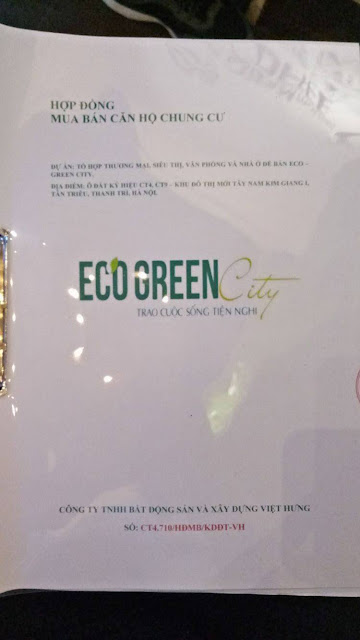 HỢP ĐỒNG
MUA BÁN CĂN HỘ CHUNG CƯ
DỰ ÁN: TỔ HỢP THƯƠNG MẠI, SIÊU THỊ, VĂN PHÒNG VÀ NHÀ Ở ĐỂ BÁN ECO –
GREEN CITY.
ĐỊA ĐIỂM: Ô ĐẤT KÝ HIỆU CT4, CT5 – KHU ĐÔ THỊ MỚI TÂY NAM KIM GIANG I,
TÂN TRIỀU, THANH TRÌ, HÀ NỘI.
ECO GREEN City
TRAO CUỘC SỐNG TIỆN NGHI
CÔNG TY TNHH BẤT ĐỘNG SẢN VÀ XÂY DỰNG VIỆT HƯNG
SỐ: CT4.710/HĐMB/KDĐT-VH